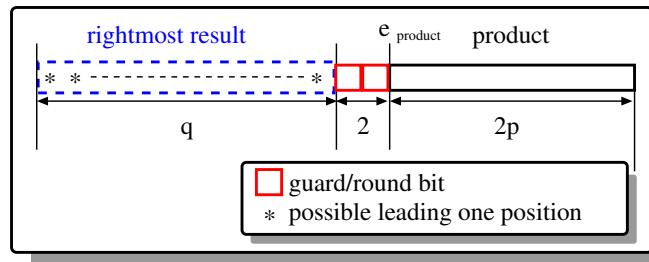 rightmost result e product product
* * *
q 2 2p
guard/round bit
* possible leading one position